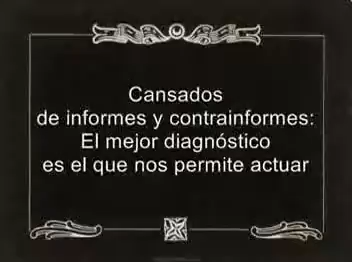 Cansados
de informes y contrainformes:
El mejor diagnóstico
es el que nos permite actuar